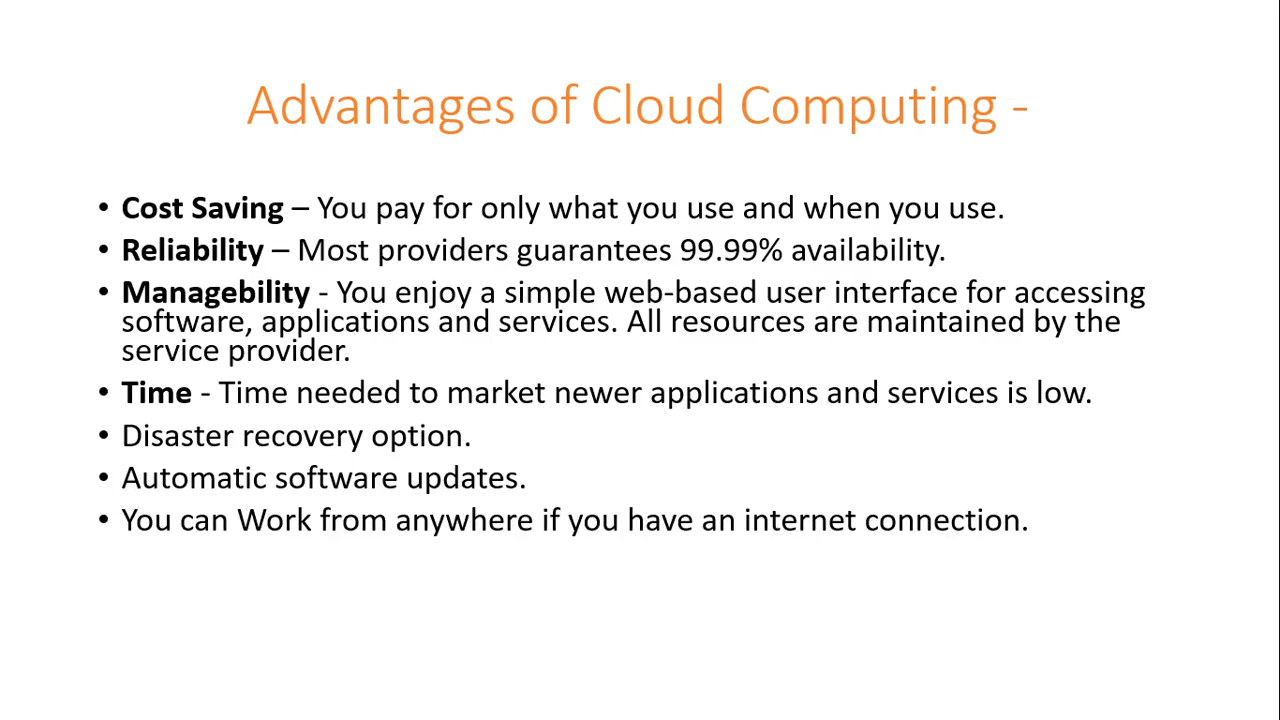 Advantages of Cloud Computing -
• Cost Saving – You pay for only what you use and when you use.
• Reliability – Most providers guarantees 99.99% availability.
• Managebility - You enjoy a simple web-based user interface for accessing
software, applications and services. All resources are maintained by the
service provider.
• Time - Time needed to market newer applications and services is low.
• Disaster recovery option.
• Automatic software updates.
• You can Work from anywhere if you have an internet connection.